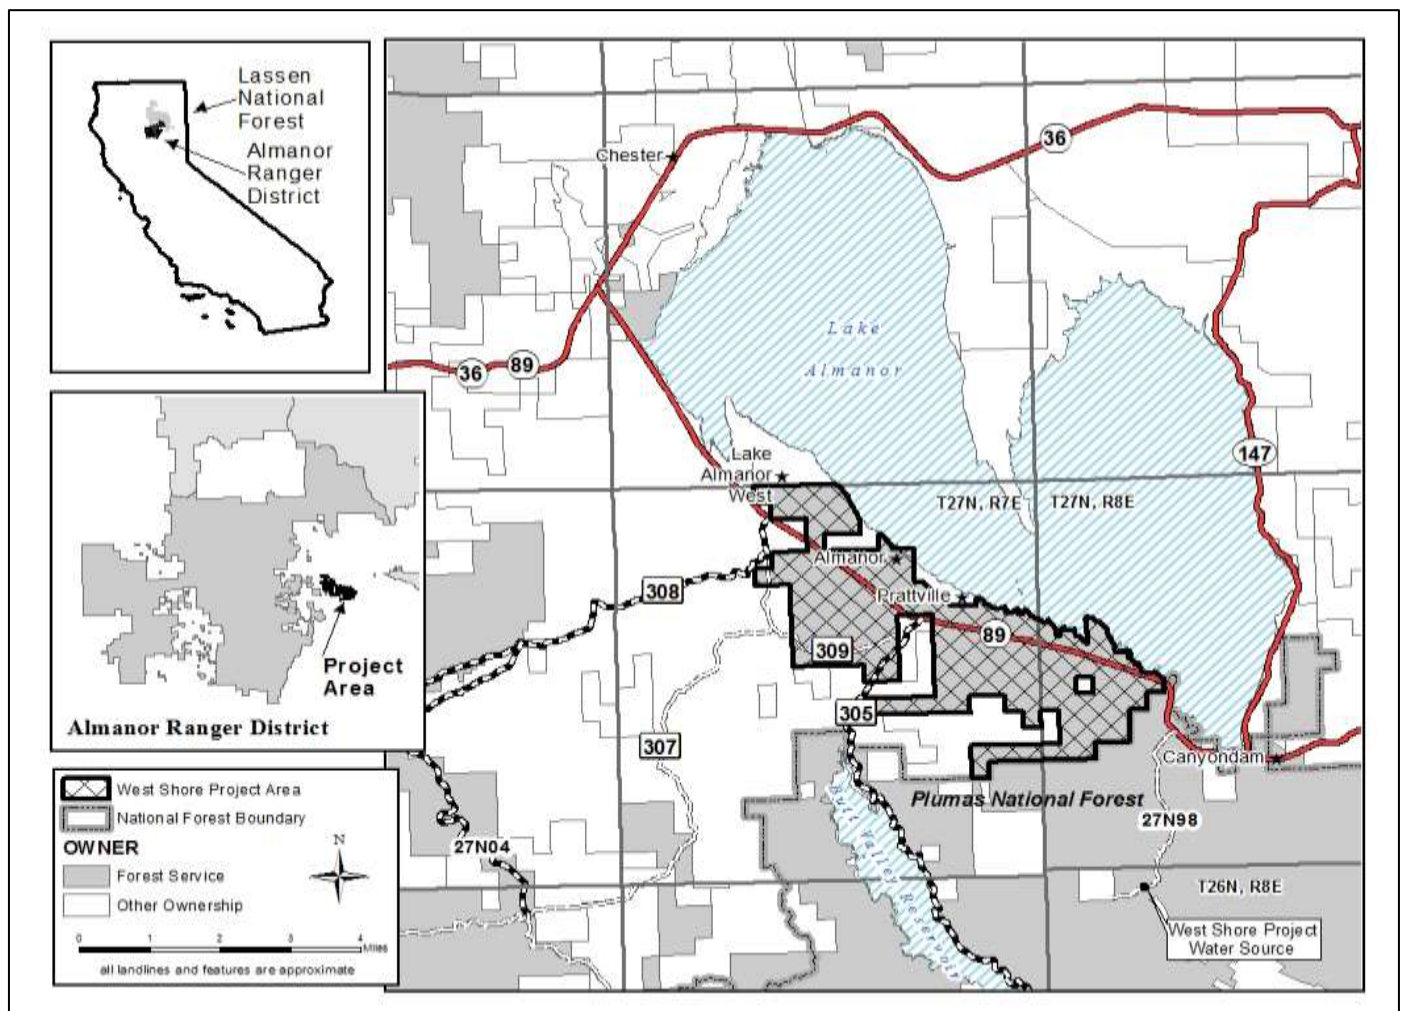 Lassen
National
Forest
Almanor
Ranger
District
Project
Area
Almanor Ranger District
West Shore Project Area
National Forest Boundary
OWNER
Forest Service
Other Ownership
N
0 1 2 3 4
Miles
all landlines and features are approximate
Chester
36
36
89
Lake
Almanor
147
Lake
Almanor
West
T27N, R7E
T27N, R8E
Almanor
308
Prattville
89
309
305
307
Canyondam
Plumas National Forest
27N98
27N04
Butt Valley Reservoir
T26N, R8E
West Shore Project
Water Source